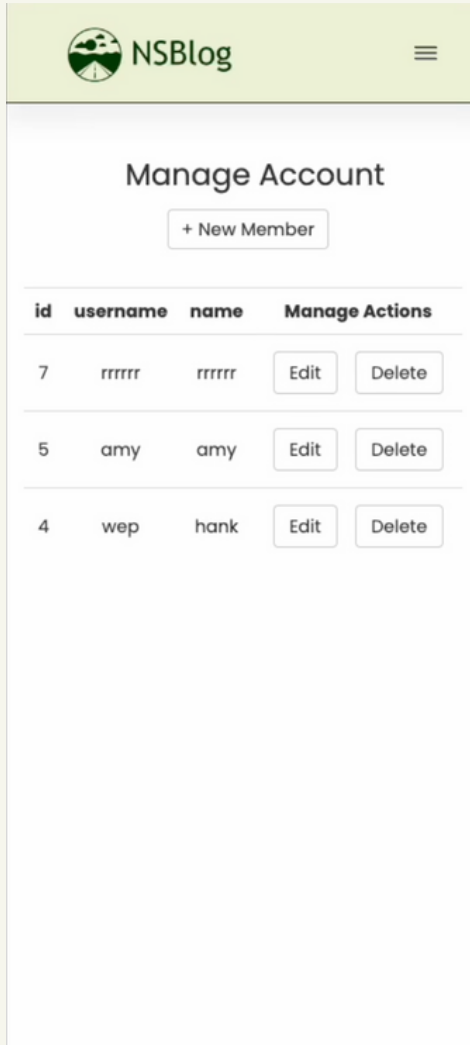 NSBlog
Manage Account
+ New Member
id username name Manage Actions
7 rrrrrr rrrrrr Edit Delete
5 amy amy Edit Delete
4 wep hank Edit Delete